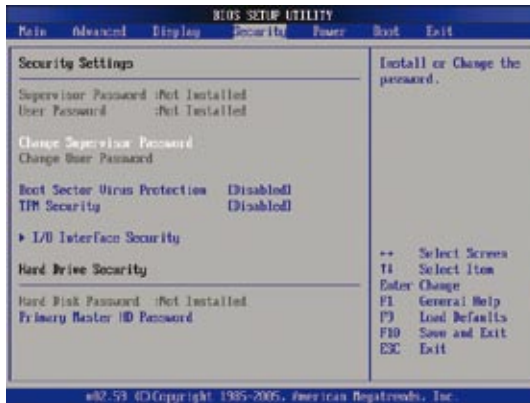 BIOS SETUP UTILITY
Main Advanced Display Security Power Boot Exit
Security Settings
Supervisor Password :Not Installed
User Password :Not Installed
Change Supervisor Password
Change User Password
Boot Sector Virus Protection [Disabled]
TPM Security [Disabled]
▶ I/O Interface Security
Hard Drive Security
Hard Disk Password :Not Installed
Primary Master HD Password
Install or Change the
password.
↔ Select Screen
↑↓ Select Item
Enter Change
F1 General Help
F9 Load Defaults
F10 Save and Exit
ESC Exit
v02.59 (C)Copyright 1985-2005, American Megatrends, Inc.